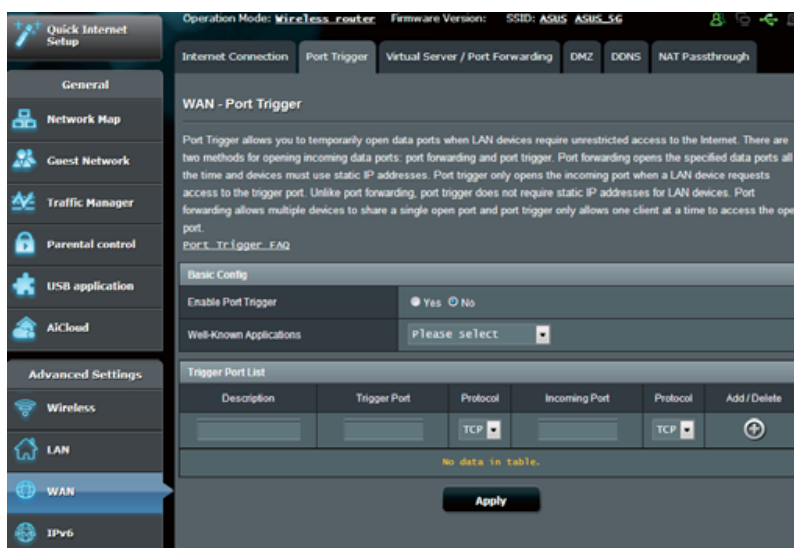 Quick Internet
Setup
Operation Mode: Wireless router Firmware Version: SSID: ASUS ASUS_5G
Internet Connection Port Trigger Virtual Server / Port Forwarding DMZ DDNS NAT Passthrough
General
Network Map
Guest Network
Traffic Manager
Parental control
USB application
AiCloud
Advanced Settings
Wireless
LAN
WAN
IPv6
WAN - Port Trigger
Port Trigger allows you to temporarily open data ports when LAN devices require unrestricted access to the Internet. There are
two methods for opening incoming data ports: port forwarding and port trigger. Port forwarding opens the specified data ports all
the time and devices must use static IP addresses. Port trigger only opens the incoming port when a LAN device requests
access to the trigger port. Unlike port forwarding, port trigger does not require static IP addresses for LAN devices. Port
forwarding allows multiple devices to share a single open port and port trigger only allows one client at a time to access the ope
port.
Port Trigger FAQ
Basic Config
Enable Port Trigger Yes No
Well-Known Applications Please select
Trigger Port List
Description Trigger Port Protocol Incoming Port Protocol Add / Delete
TCP TCP
No data in table.
Apply